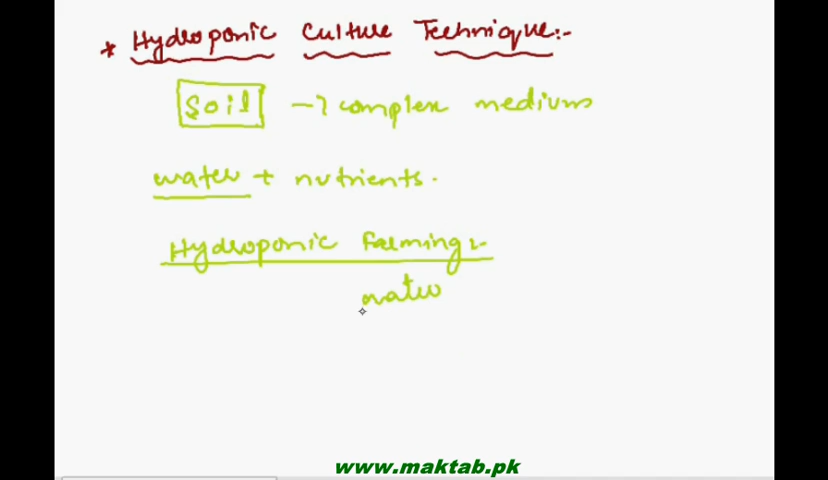 * Hydroponic Culture Technique:-
Soil → complex medium
water + nutrients.
Hydroponic Farming:-
water
www.maktab.pk